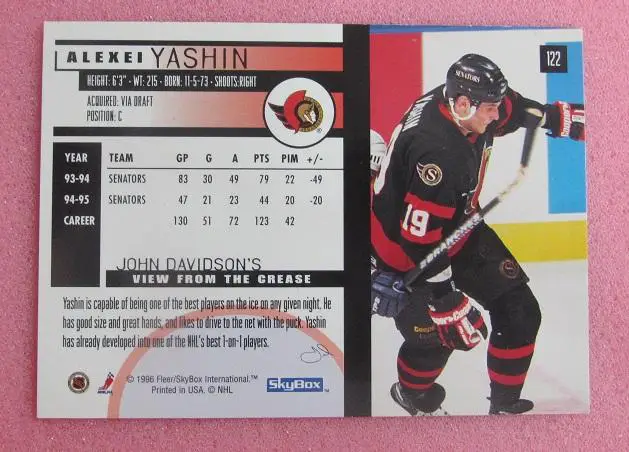 ALEXEI YASHIN
HEIGHT: 6'3" • WT: 215 • BORN: 11-5-73 • SHOOTS:RIGHT
ACQUIRED: VIA DRAFT
POSITION: C
YEAR TEAM GP G A PTS PIM +/-
93-94 SENATORS 83 30 49 79 22 -49
94-95 SENATORS 47 21 23 44 20 -20
CAREER 130 51 72 123 42
JOHN DAVIDSON'S
VIEW FROM THE CREASE
Yashin is capable of being one of the best players on the ice on any given night. He
has good size and great hands, and likes to drive to the net with the puck. Yashin
has already developed into one of the NHL's best 1-on-1 players.
JD
© 1996 Fleer/SkyBox International.™
Printed in USA. © NHL
SkyBox™
122
SENATORS
YASHIN
19
Cooper